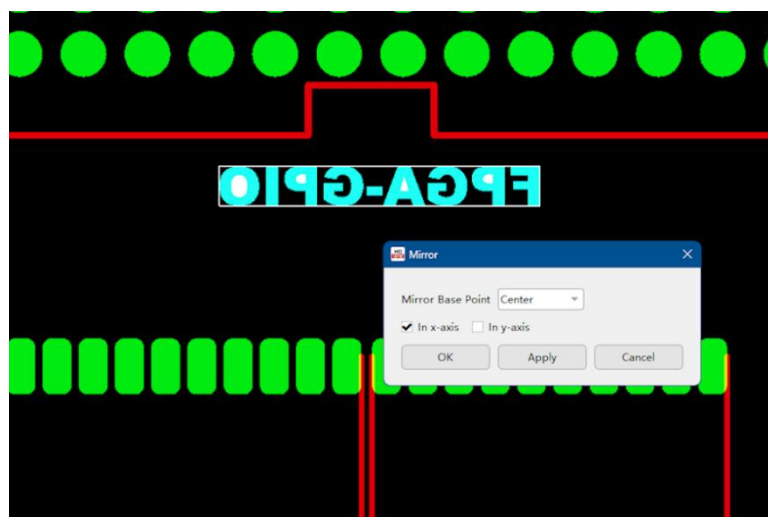 FPGA-GPIO
Mirror
Mirror Base Point Center
In x-axis In y-axis
OK Apply Cancel